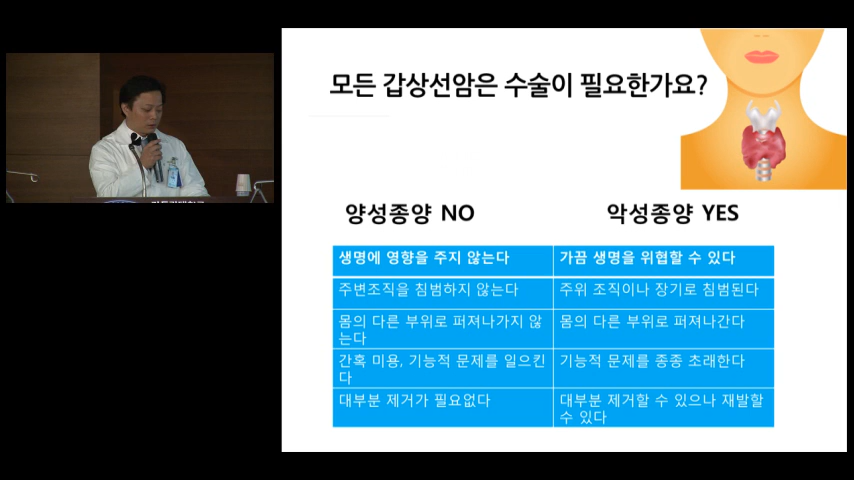 모든 갑상선암은 수술이 필요한가요?
양성종양 NO
악성종양 YES
생명에 영향을 주지 않는다
가끔 생명을 위협할 수 있다
주변조직을 침범하지 않는다
주위 조직이나 장기로 침범된다
몸의 다른 부위로 퍼져나가지 않
는다
몸의 다른 부위로 퍼져나간다
간혹 미용, 기능적 문제를 일으킨
다
기능적 문제를 종종 초래한다
대부분 제거가 필요없다
대부분 제거할 수 있으나 재발할
수 있다